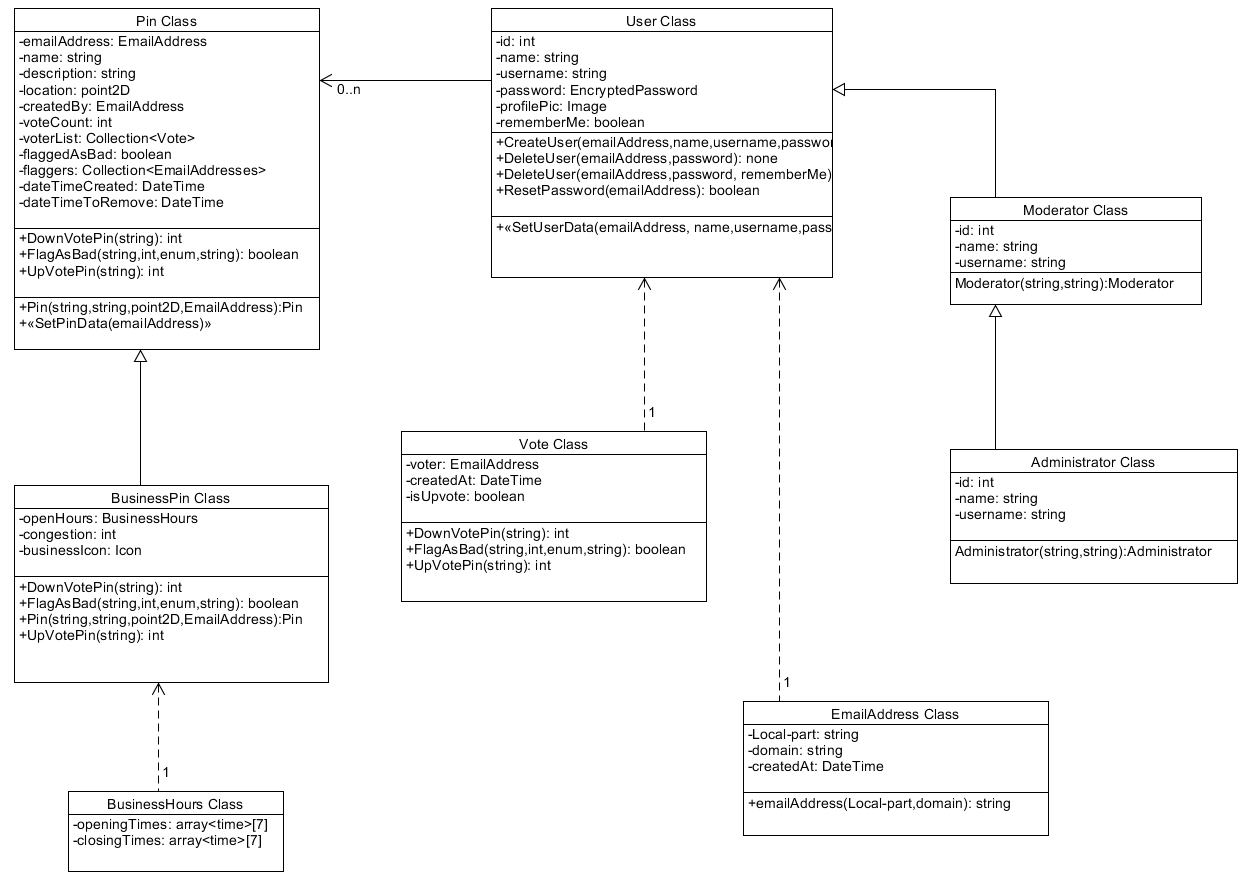 Pin Class
-emailAddress: EmailAddress
-name: string
-description: string
-location: point2D
-createdBy: EmailAddress
-voteCount: int
-voterList: Collection<Vote>
-flaggedAsBad: boolean
-flaggers: Collection<EmailAddresses>
-dateTimeCreated: DateTime
-dateTimeToRemove: DateTime
+DownVotePin(string): int
+FlagAsBad(string,int,enum,string): boolean
+UpVotePin(string): int
+Pin(string,string,point2D,EmailAddress):Pin
+«SetPinData(emailAddress)»
0..n
User Class
-id: int
-name: string
-username: string
-password: EncryptedPassword
-profilePic: Image
-rememberMe: boolean
+CreateUser(emailAddress,name,username,passwor
+DeleteUser(emailAddress,password): none
+DeleteUser(emailAddress,password, rememberMe)
+ResetPassword(emailAddress): boolean
+«SetUserData(emailAddress, name,username,pass
Moderator Class
-id: int
-name: string
-username: string
Moderator(string,string):Moderator
1
Vote Class
-voter: EmailAddress
-createdAt: DateTime
-isUpvote: boolean
+DownVotePin(string): int
+FlagAsBad(string,int,enum,string): boolean
+UpVotePin(string): int
Administrator Class
-id: int
-name: string
-username: string
Administrator(string,string):Administrator
BusinessPin Class
-openHours: BusinessHours
-congestion: int
-businessIcon: Icon
+DownVotePin(string): int
+FlagAsBad(string,int,enum,string): boolean
+Pin(string,string,point2D,EmailAddress):Pin
+UpVotePin(string): int
1
EmailAddress Class
-Local-part: string
-domain: string
-createdAt: DateTime
+emailAddress(Local-part,domain): string
1
BusinessHours Class
-openingTimes: array<time>[7]
-closingTimes: array<time>[7]